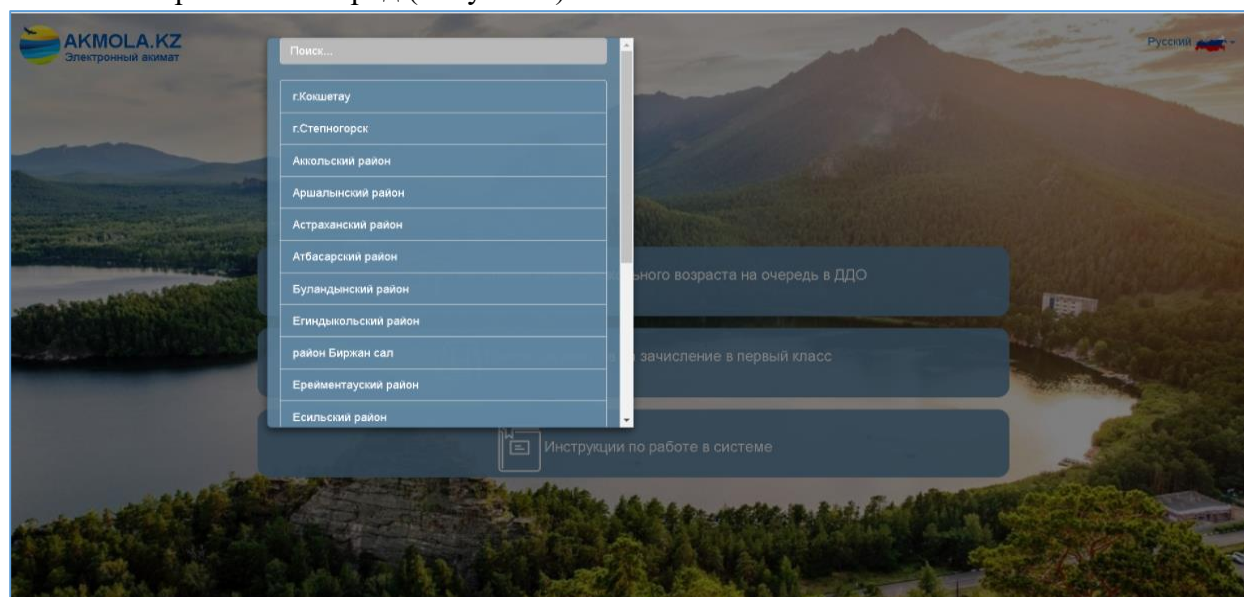 AKMOLA.KZ
Электронный акимат
Русский
Поиск...
г.Кокшетау
г.Степногорск
Аккольский район
Аршалынский район
Астраханский район
Атбасарский район
Буландынский район
Егиндыкольский район
район Биржан сал
Ерейментауский район
Есильский район
возраста на очередь в ДДО
зачисление в первый класс
Инструкции по работе в системе